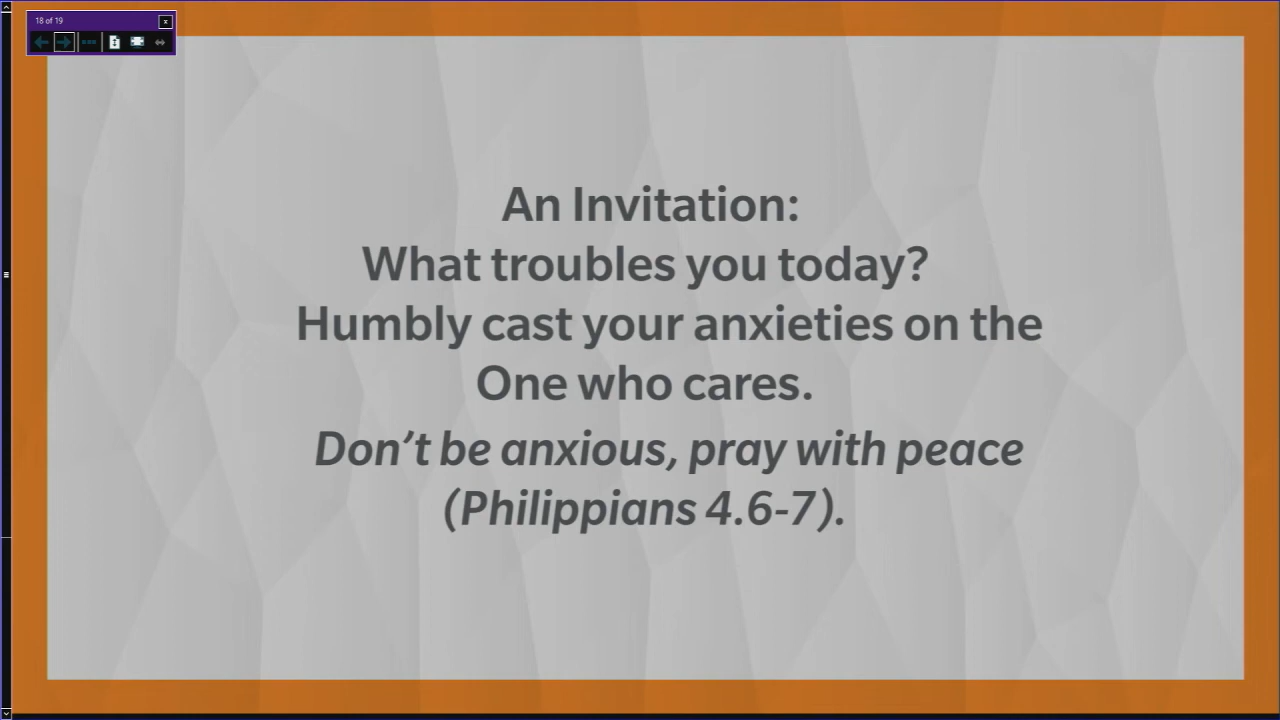 18 of 19
x
An Invitation:
What troubles you today?
Humbly cast your anxieties on the
One who cares.
Don’t be anxious, pray with peace
(Philippians 4.6-7).